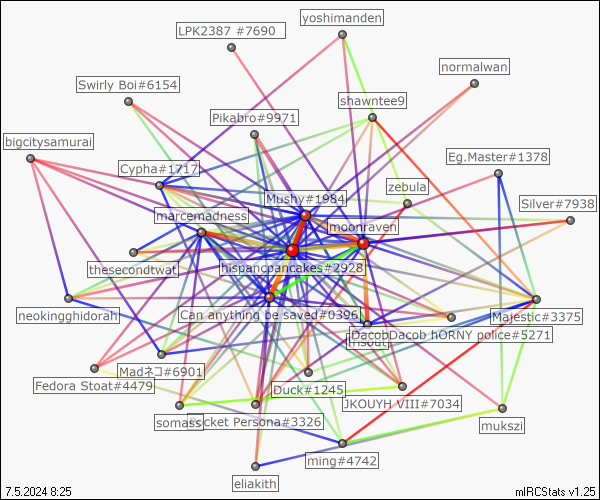 yoshimanden
LPK2387 #7690
normalwan
Swirly Boi#6154
shawntee9
Pikabro#9971
bigcitysamurai
Eg.Master#1378
Cypha#1717
zebula
Mushy#1984
Silver#7938
marcemadness
moonraven
thesecondtwat
hispancpancakes#2928
neokingghidorah
Can anything be saved#0396
Majestic#3375
DacobDacob hORNY police#5271
Madネコ#6901
Fedora Stoat#4479
Duck#1245
JKOUYH VIII#7034
somass
Persona#3326
mukszi
ming#4742
eliakith
7.5.2024 8:25
mIRCStats v1.25